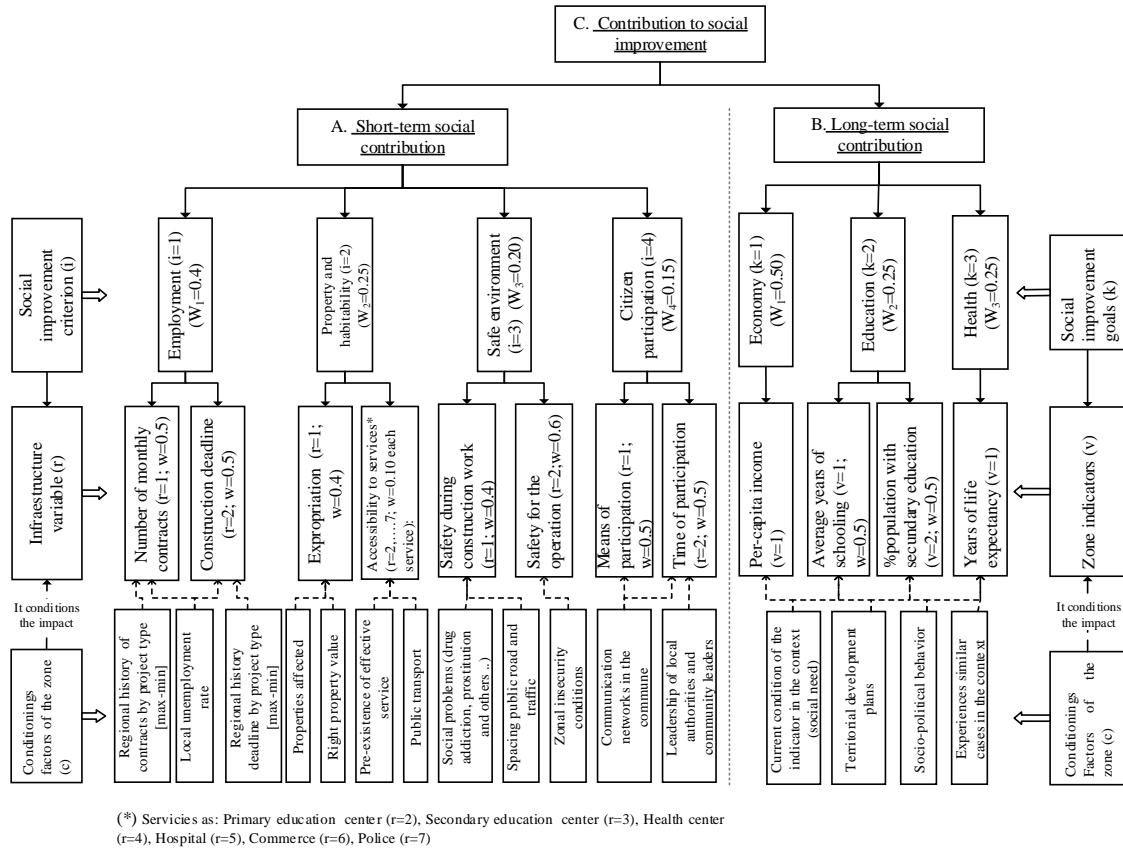 C. Contribution to social
improvement
A. Short-term social
contribution
B. Long-term social
contribution
Social
improvement
criterion (i)
Employment (i=1)
(W₁=0.4)
Property and
habitability (i=2)
(W₂=0.25)
Safe environment
(i=3) (W₃=0.20)
Citizen
participation (i=4)
(W₄=0.15)
Economy (k=1)
(W₁=0.50)
Education (k=2)
(W₂=0.25)
Health (k=3)
(W₃=0.25)
Social
improvement
goals (k)
Infraestructure
variable (r)
Number of monthly
contracts (r=1; w=0.5)
Construction deadline
(r=2; w=0.5)
Expropriation (r=1;
w=0.4)
Accessibility to services*
(r=2,....7; w=0.10 each
service):
Safety during
construction work
(r=1; w=0.4)
Safety for the
operation (r=2;w=0.6)
Means of
participation (r=1;
w=0.5)
Time of participation
(r=2; w=0.5)
Per-capita income
(v=1)
Average years of
schooling (v=1;
w=0.5)
%population with
secundary education
(v=2; w=0.5)
Years of life
expectancy (v=1)
Zone indicators (v)
It conditions
the impact
It conditions
the impact
Conditionings
factors of the zone
(c)
Regional history of
contracts by project type
[max-min]
Local unemployment
rate
Regional history
deadline by project type
[max-min]
Properties affected
Right property value
Pre-existence of effective
service
Public transport
Social problems (drug
addiction, prostitution
and others ..)
Spacing public road and
traffic
Zonal insecurity
conditions
Communication
networks in the
commune
Leadership of local
authorities and
community leaders
Current condition of the
indicator in the context
(social need)
Territorial development
plans
Socio-political behavior
Experiences similar
cases in the context
Conditionings
Factors of the
zone (c)
(*) Servicies as: Primary education center (r=2), Secondary education center (r=3), Health center
(r=4), Hospital (r=5), Commerce (r=6), Police (r=7)